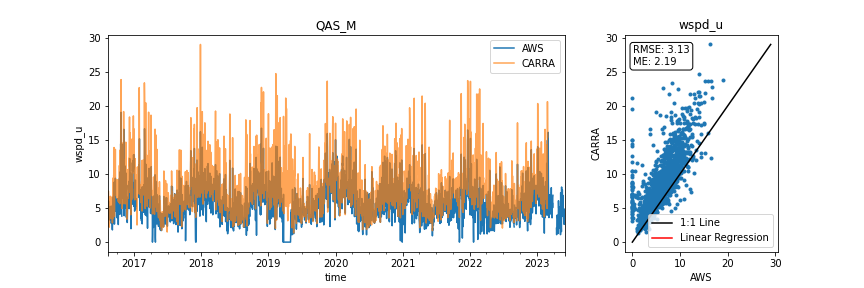 QAS_M
wspd_u
30
25
20
15
10
5
0
2017
2018
2019
2020
2021
2022
2023
time
AWS
CARRA
wspd_u
CARRA
30
25
20
15
10
5
0
RMSE: 3.13
ME: 2.19
1:1 Line
Linear Regression
0
10
20
30
AWS